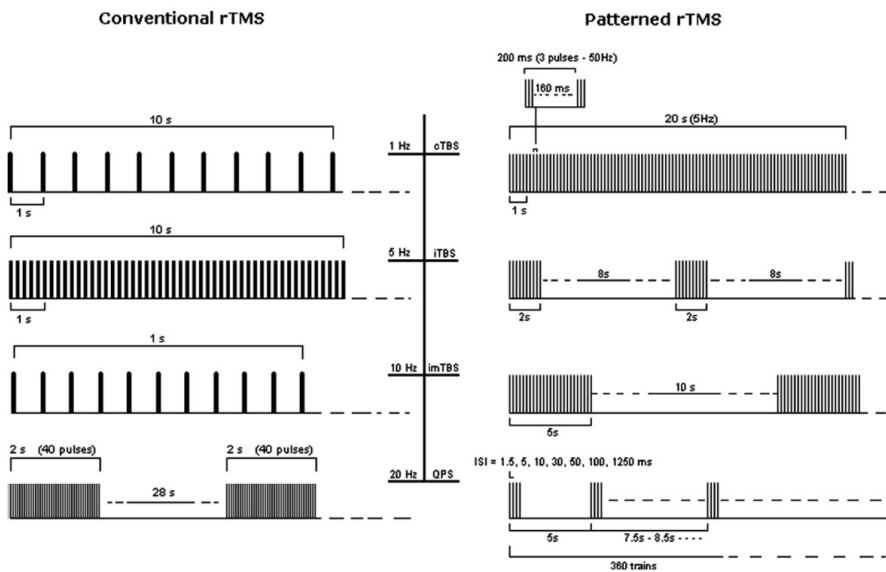 Conventional rTMS
Patterned rTMS
200 ms (3 pulses - 50Hz)
160 ms
10 s
20 s (5Hz)
1 Hz cTBS
1 s
1 s
10s
5 Hz iTBS
8s
8s
1 s
2s
2s
1 s
10 Hz imTBS
10 s
5s
2 s (40 pulses)
2 s (40 pulses)
20 Hz QPS
ISI = 1.5, 5, 10, 30, 50, 100, 1250 ms
28 s
5s
7.5s - 8.5s
360 trains